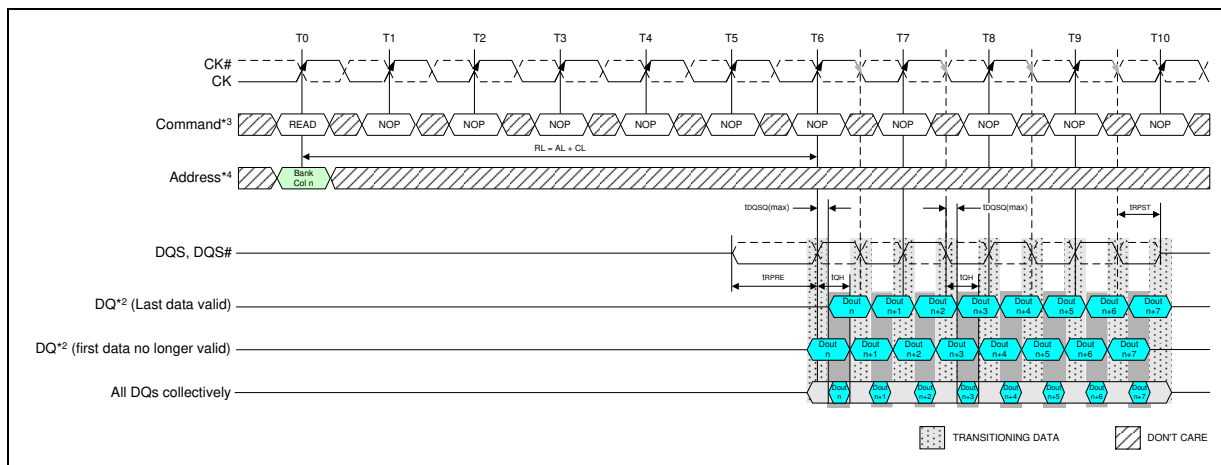 T0 T1 T2 T3 T4 T5 T6 T7 T8 T9 T10
CK#
CK
Command*3 READ NOP NOP NOP NOP NOP NOP NOP NOP NOP NOP
RL = AL + CL
Address*4 Bank
Col n
tDQSQ(max) tDQSQ(max) tRPST
DQS, DQS#
tRPRE tQH tQH
DQ*2 (Last data valid)
Dout Dout Dout Dout Dout Dout Dout Dout
n n+1 n+2 n+3 n+4 n+5 n+6 n+7
DQ*2 (first data no longer valid)
Dout Dout Dout Dout Dout Dout Dout Dout
n n+1 n+2 n+3 n+4 n+5 n+6 n+7
All DQs collectively
Dout Dout Dout Dout Dout Dout Dout Dout
n n+1 n+2 n+3 n+4 n+5 n+6 n+7
TRANSITIONING DATA DON'T CARE